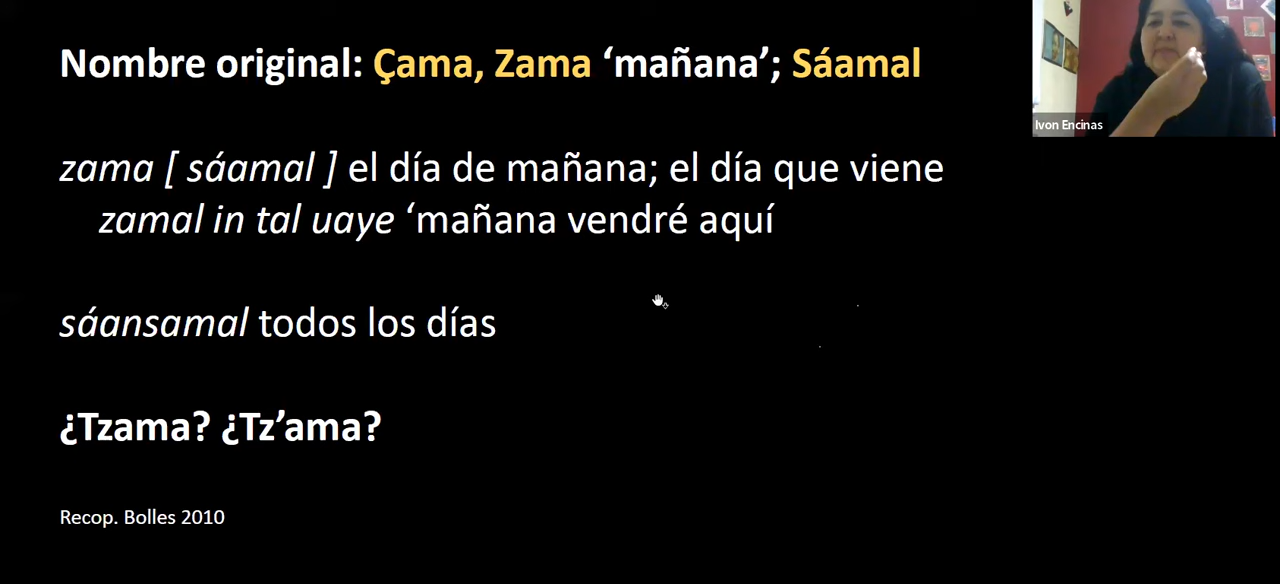 Nombre original: Çama, Zama ‘mañana’; Sáamal
Ivon Encinas
zama [ sáamal ] el día de mañana; el día que viene
zamal in tal uaye ‘mañana vendré aquí
sáansamal todos los días
¿Tzama? ¿Tz’ama?
Recop. Bolles 2010